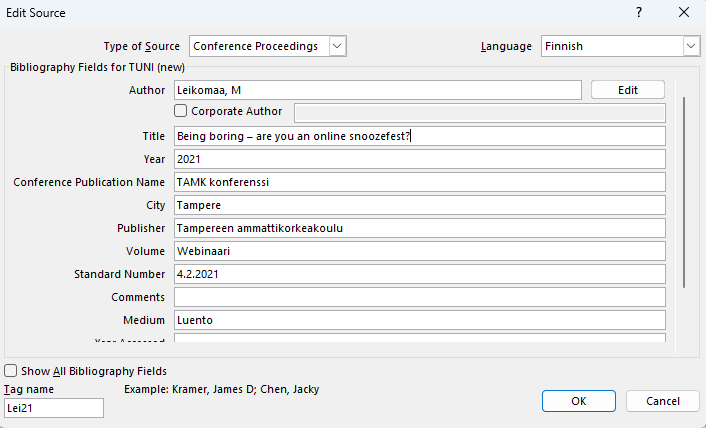 Edit Source
Type of Source Conference Proceedings Language Finnish
Bibliography Fields for TUNI (new)
Author Leikomaa, M Edit
Corporate Author
Title Being boring – are you an online snoozefest?
Year 2021
Conference Publication Name TAMK konferenssi
City Tampere
Publisher Tampereen ammattikorkeakoulu
Volume Webinaari
Standard Number 4.2.2021
Comments
Medium Luento
Year Accessed
Show All Bibliography Fields
Tag name Example: Kramer, James D; Chen, Jacky
Lei21 OK Cancel